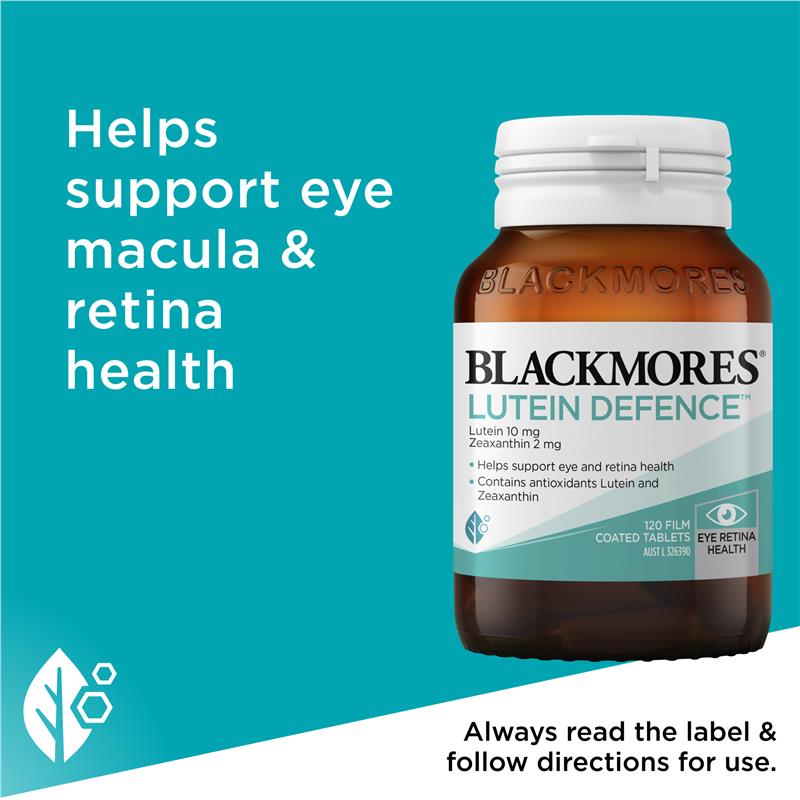 Helps
support eye
macula &
retina
health
BLACKMORES
BLACKMORES®
LUTEIN DEFENCE™
Lutein 10 mg
Zeaxanthin 2 mg
• Helps support eye and retina health
• Contains antioxidants Lutein and
Zeaxanthin
120 FILM
COATED TABLETS
AUST L 326390
EYE RETINA
HEALTH
Always read the label &
follow directions for use.